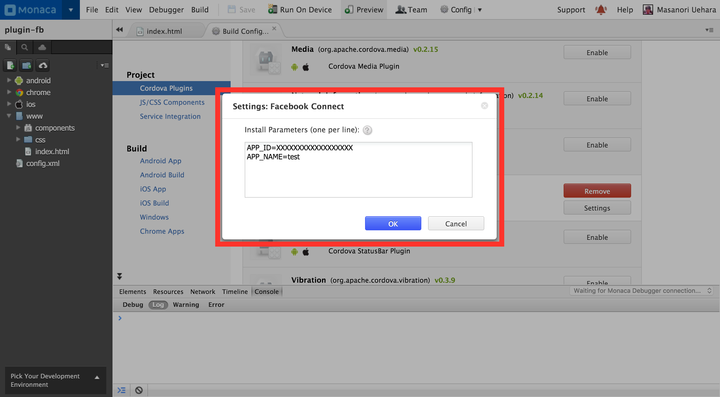 Monaca
File Edit View Debugger Build
Save
Run On Device
Preview
Team
Config
Support
Help
Masanori Uehara
plugin-fb
index.html
Build Config...
android
chrome
ios
www
components
css
index.html
config.xml
Project
Cordova Plugins
JS/CSS Components
Service Integration
Build
Android App
Android Build
iOS App
iOS Build
Windows
Chrome Apps
Media (org.apache.cordova.media) v0.2.15
Cordova Media Plugin
Enable
v0.2.14
Enable
Enable
Settings: Facebook Connect
Install Parameters (one per line):
APP_ID=XXXXXXXXXXXXXXXXXX
APP_NAME=test
OK
Cancel
Remove
Settings
Enable
Cordova StatusBar Plugin
Vibration (org.apache.cordova.vibration) v0.3.9
Enable
Elements Resources Network Timeline Console
Waiting for Monaca Debugger connection...
Debug Log Warning Error
Pick Your Development
Environment